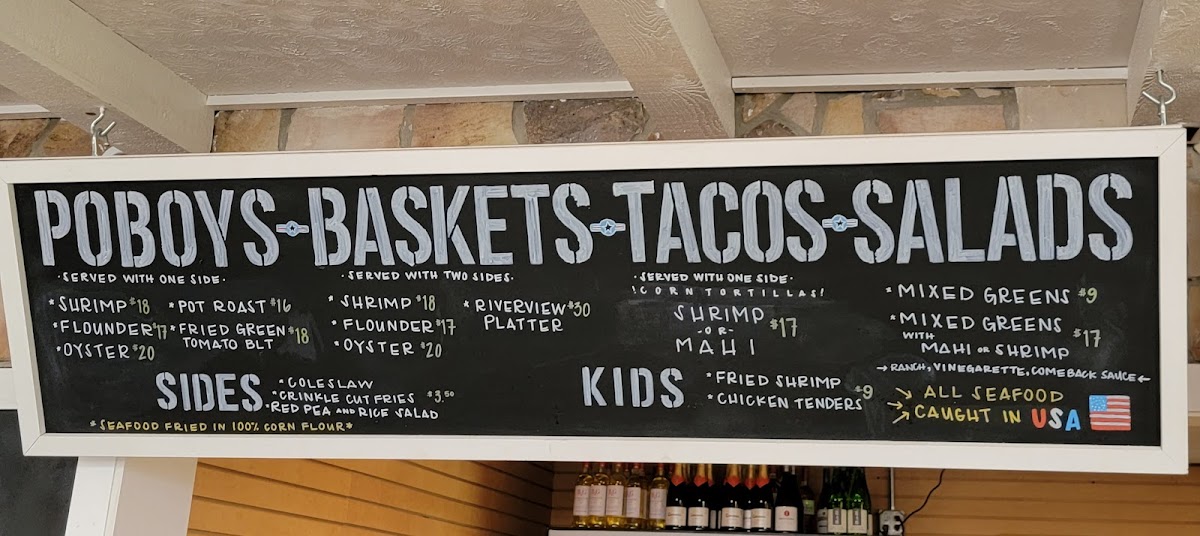 POBOYS-BASKETS-TACOS-SALADS
·SERVED WITH ONE SIDE·
*SHRIMP $18
*FLOUNDER $17
*OYSTER $20
*POT ROAST $16
*FRIED GREEN
TOMATO BLT $18
·SERVED WITH TWO SIDES·
*SHRIMP $18
*FLOUNDER $17
*OYSTER $20
*RIVERVIEW $30
PLATTER
·SERVED WITH ONE SIDE·
!CORN TORTILLAS!
SHRIMP
-OR- $17
MAHI
*MIXED GREENS $9
*MIXED GREENS
WITH $17
MAHI OR SHRIMP
→RANCH, VINEGARETTE, COMEBACK SAUCE←
SIDES
*COLESLAW
*CRINKLE CUT FRIES $3.50
*RED PEA AND RICE SALAD
*SEAFOOD FRIED IN 100% CORN FLOUR*
KIDS
*FRIED SHRIMP $9
*CHICKEN TENDERS
ALL SEAFOOD
CAUGHT IN USA